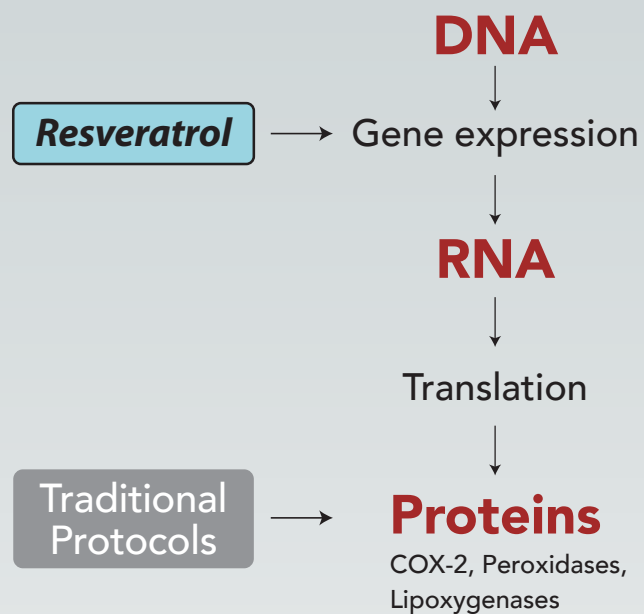 DNA
Resveratrol
Gene expression
RNA
Translation
Traditional
Protocols
Proteins
COX-2, Peroxidases,
Lipoxygenases